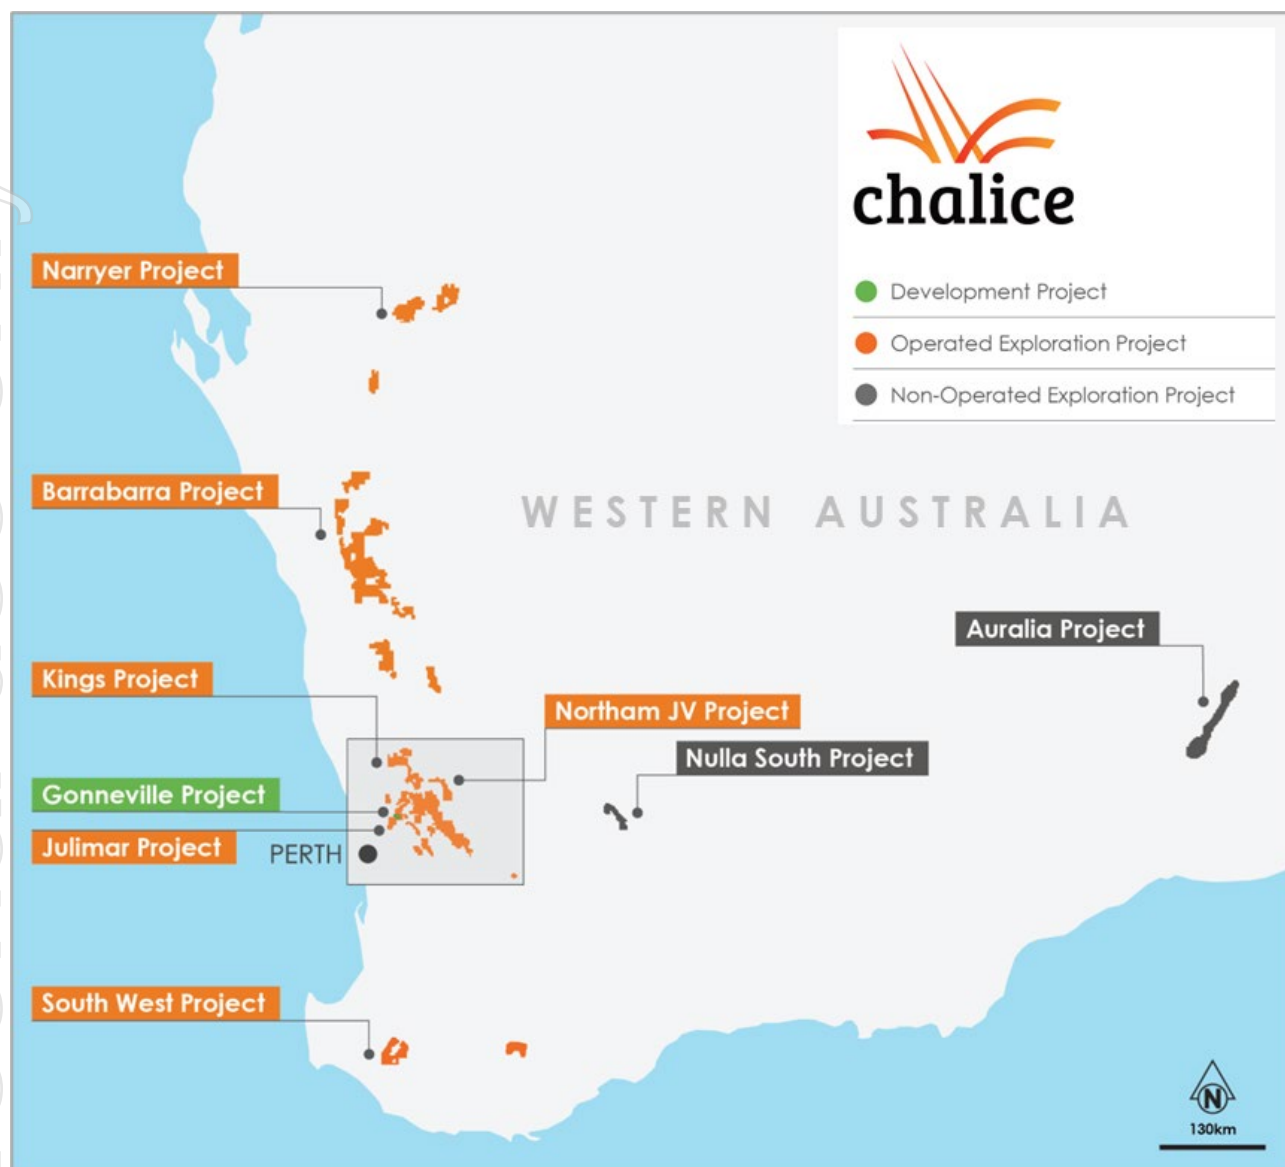 chalice
Development Project
Operated Exploration Project
Non-Operated Exploration Project
Narryer Project
Barrabarra Project
WESTERN AUSTRALIA
Auralia Project
Kings Project
Northam JV Project
Nulla South Project
Gonneville Project
Julimar Project
PERTH
South West Project
N
130km